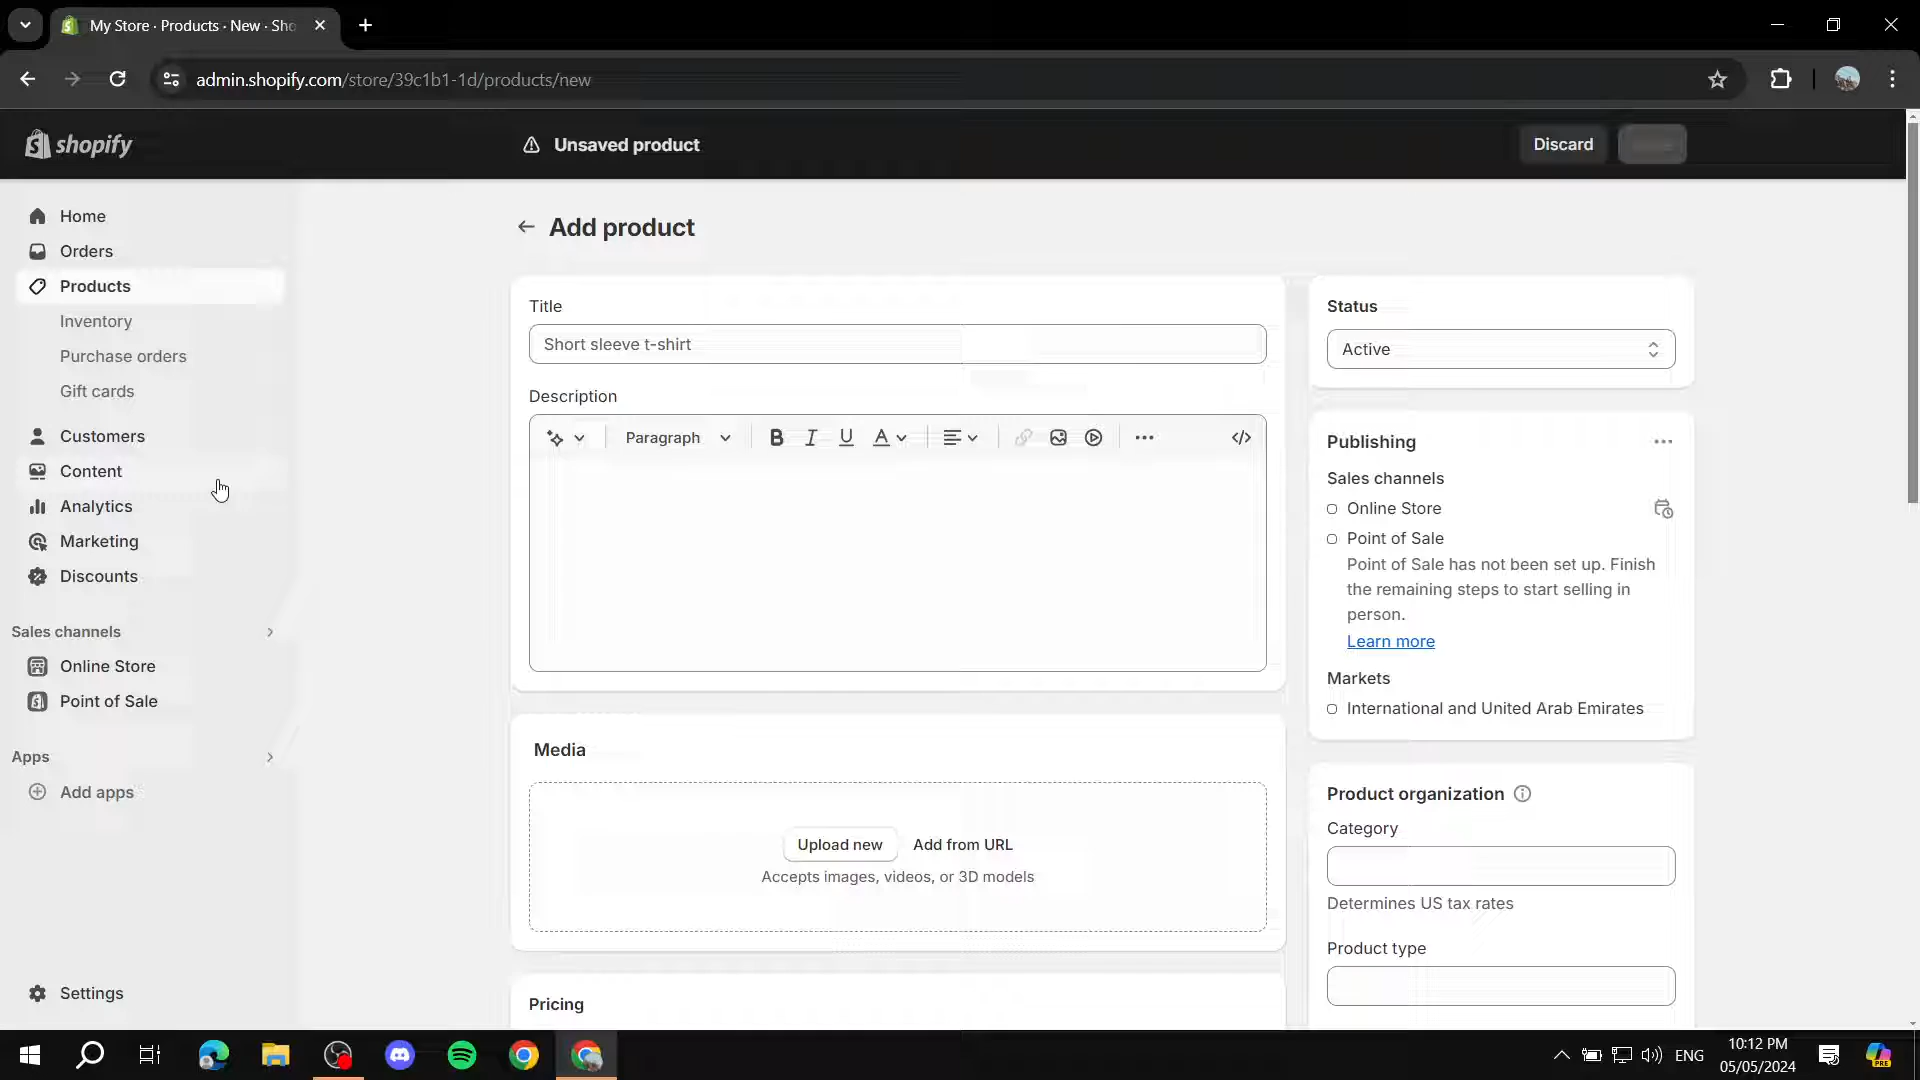 My Store · Products · New · Sho
admin.shopify.com/store/39c1b1-1d/products/new
shopify
Unsaved product
Discard
Home
Orders
Products
Inventory
Purchase orders
Gift cards
Customers
Content
Analytics
Marketing
Discounts
Sales channels
Online Store
Point of Sale
Apps
Add apps
Settings
Add product
Title
Short sleeve t-shirt
Description
Paragraph
B I U A
Media
Upload new Add from URL
Accepts images, videos, or 3D models
Pricing
Status
Active
Publishing
Sales channels
Online Store
Point of Sale
Point of Sale has not been set up. Finish
the remaining steps to start selling in
person.
Learn more
Markets
International and United Arab Emirates
Product organization
Category
Determines US tax rates
Product type
ENG
10:12 PM
05/05/2024
PRE